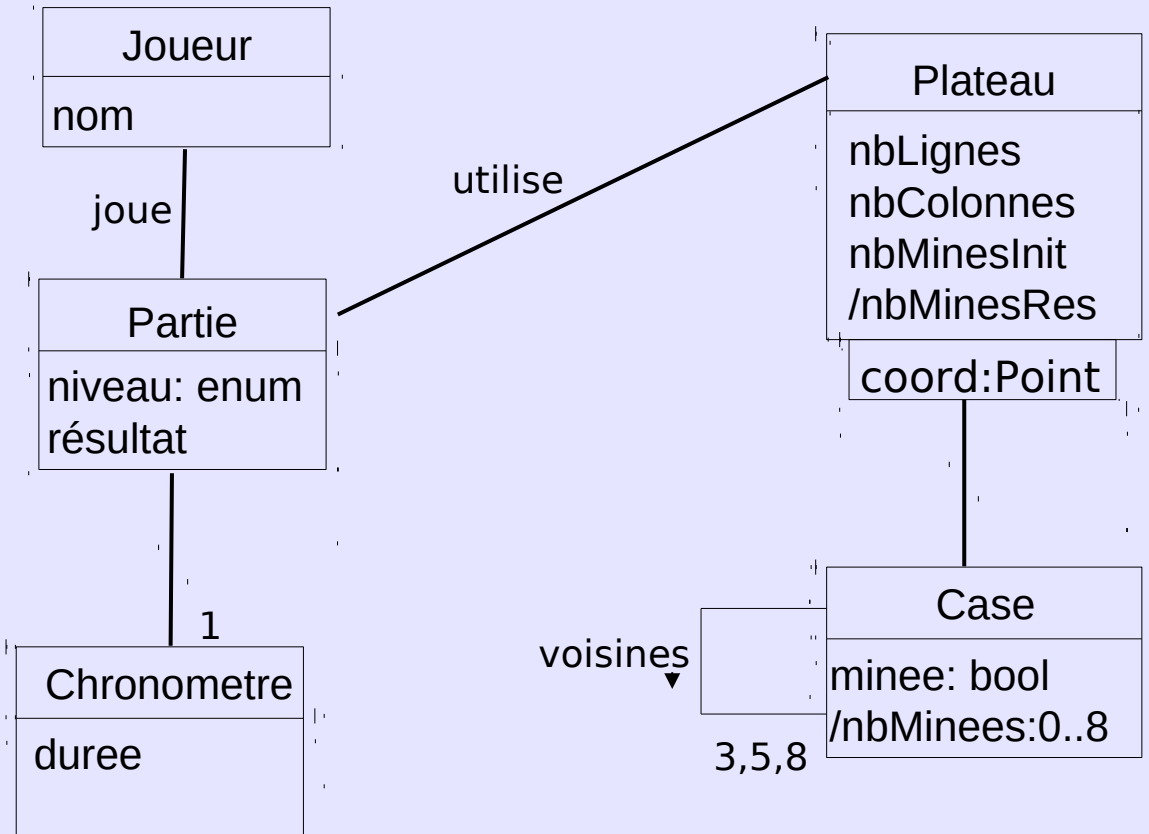 Joueur
nom
joue
Partie
niveau: enum
résultat
1
Chronometre
duree
utilise
Plateau
nbLignes
nbColonnes
nbMinesInit
/nbMinesRes
coord:Point
Case
minee: bool
/nbMinees:0..8
voisines
3,5,8